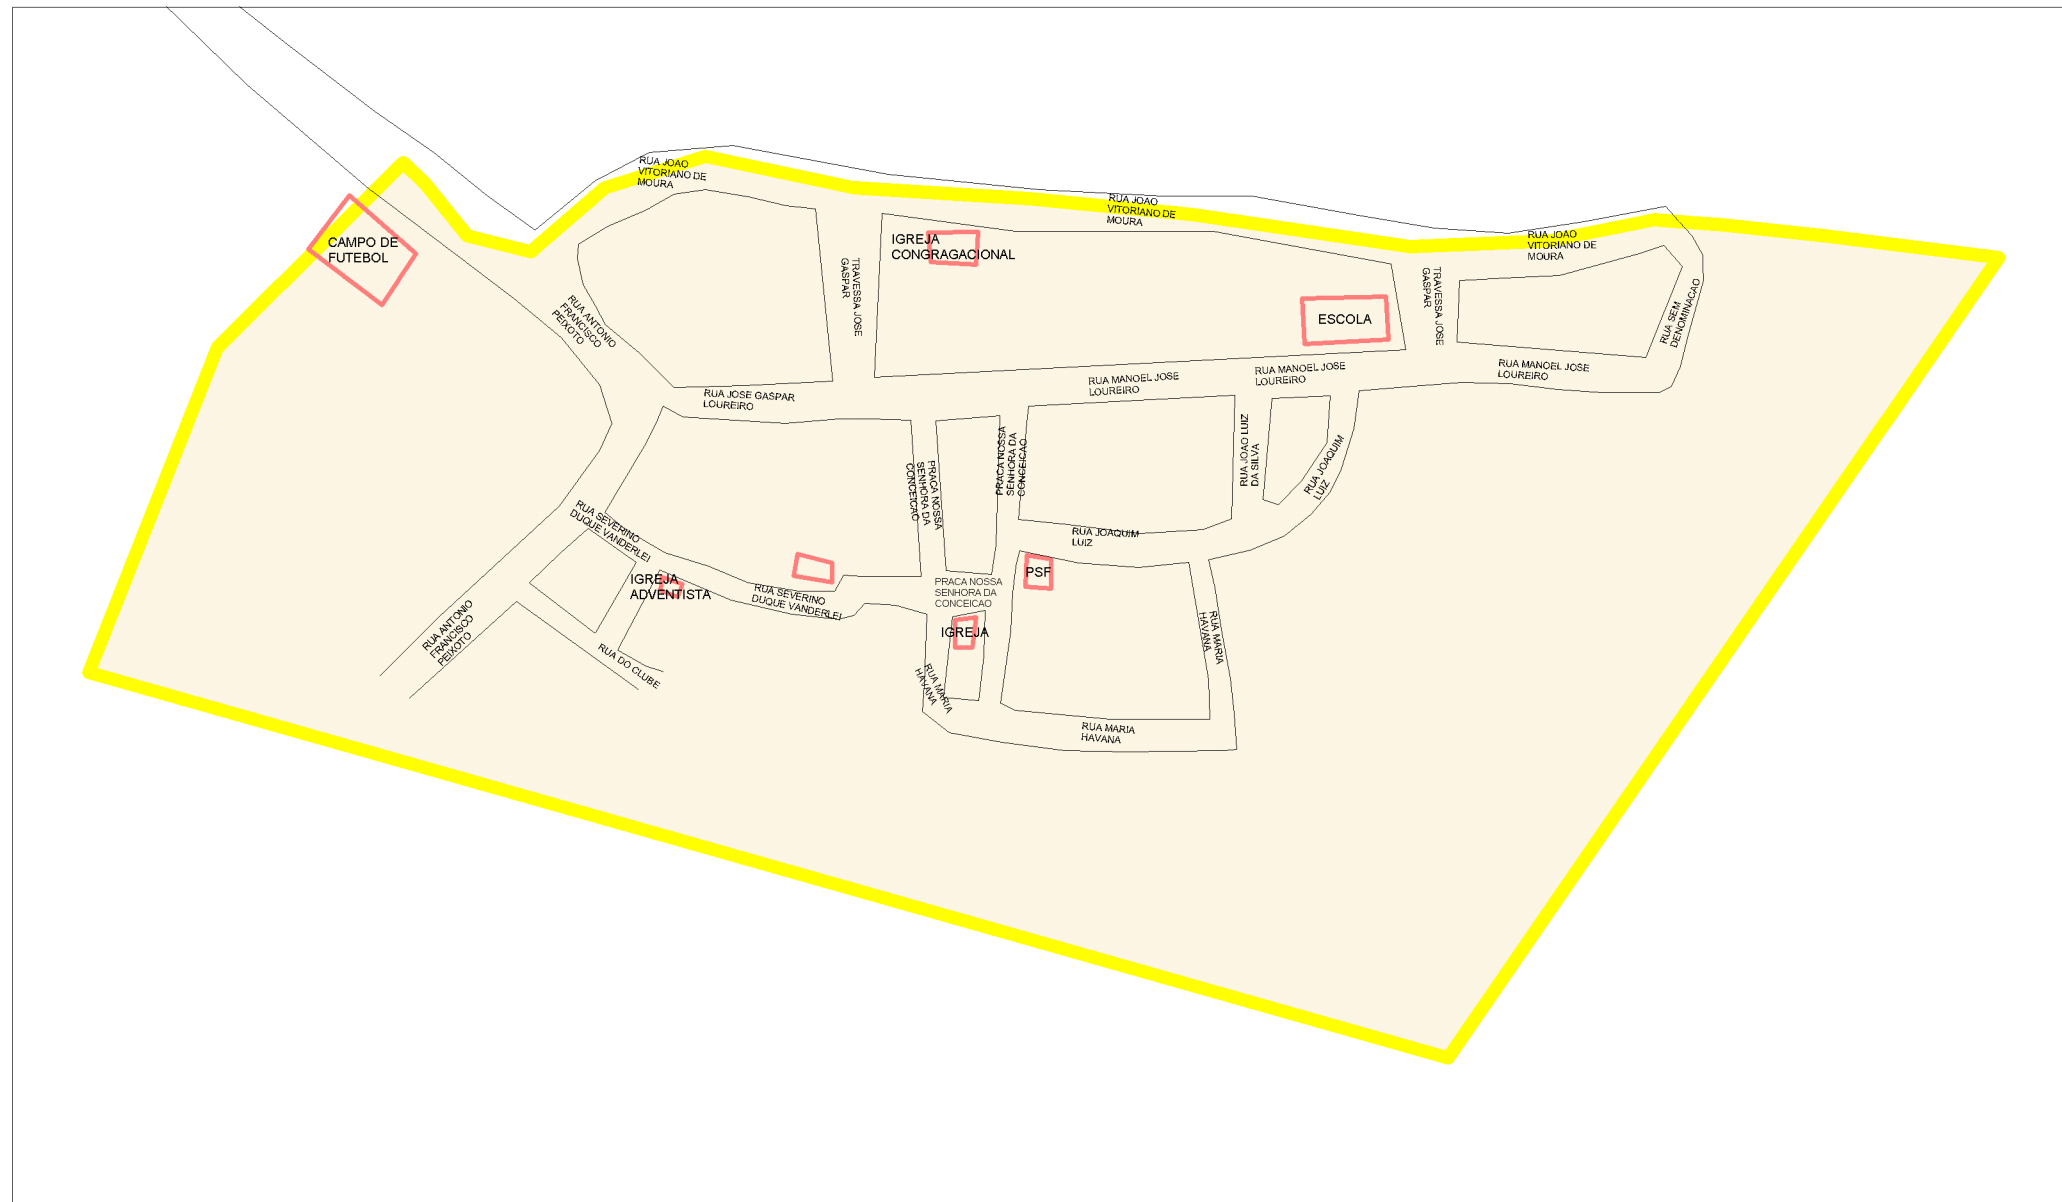 RUA JOAO
VITORIANO DE
MOURA
RUA JOAO
VITORIANO DE
MOURA
RUA JOAO
VITORIANO DE
MOURA
CAMPO DE
FUTEBOL
IGREJA
CONGRAGACIONAL
TRAVESSA JOSE
GASPAR
TRAVESSA JOSE
GASPAR
RUA SEM
DENOMINACAO
RUA ANTONIO
FRANCISCO
PEIXOTO
ESCOLA
RUA MANOEL JOSE
LOUREIRO
RUA MANOEL JOSE
LOUREIRO
RUA MANOEL JOSE
LOUREIRO
RUA JOSE GASPAR
LOUREIRO
PRACA NOSSA
SENHORA DA
CONCEICAO
PRACA NOSSA
SENHORA DA
CONCEICAO
RUA JOAO LUIZ
DA SILVA
RUA JOAQUIM
LUIZ
RUA SEVERINO
DUQUE VANDERLEI
RUA JOAQUIM
LUIZ
IGREJA
ADVENTISTA
PSF
RUA SEVERINO
DUQUE VANDERLEI
PRACA NOSSA
SENHORA DA
CONCEICAO
RUA ANTONIO
FRANCISCO
PEIXOTO
IGREJA
RUA MARIA
HAVANA
RUA DO CLUBE
RUA MARIA
HAVANA
RUA MARIA
HAVANA